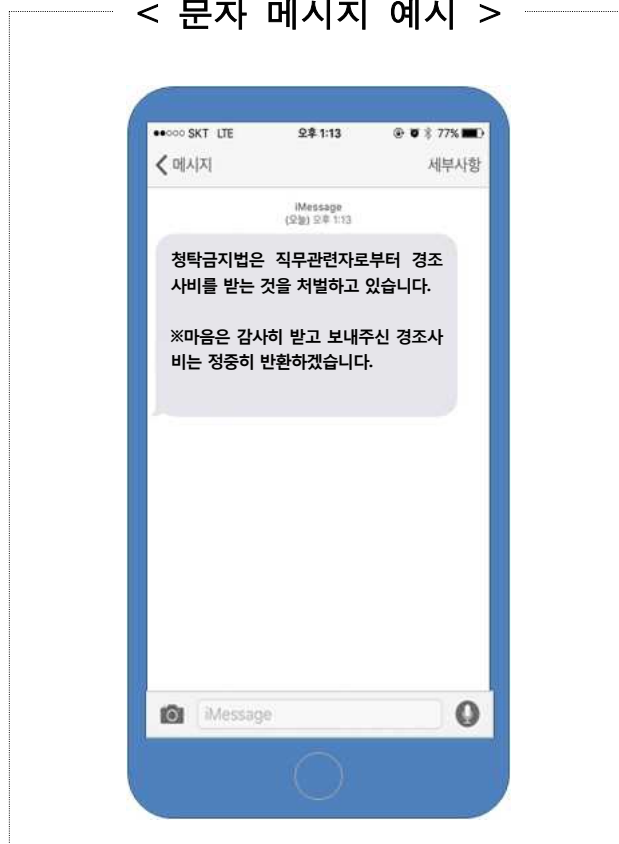 < 문자 메시지 예시 >
●●○○○ SKT LTE 오후 1:13 77%
메시지 세부사항
iMessage
(오늘) 오후 1:13
청탁금지법은 직무관련자로부터 경조
사비를 받는 것을 처벌하고 있습니다.
※마음은 감사히 받고 보내주신 경조사
비는 정중히 반환하겠습니다.
iMessage